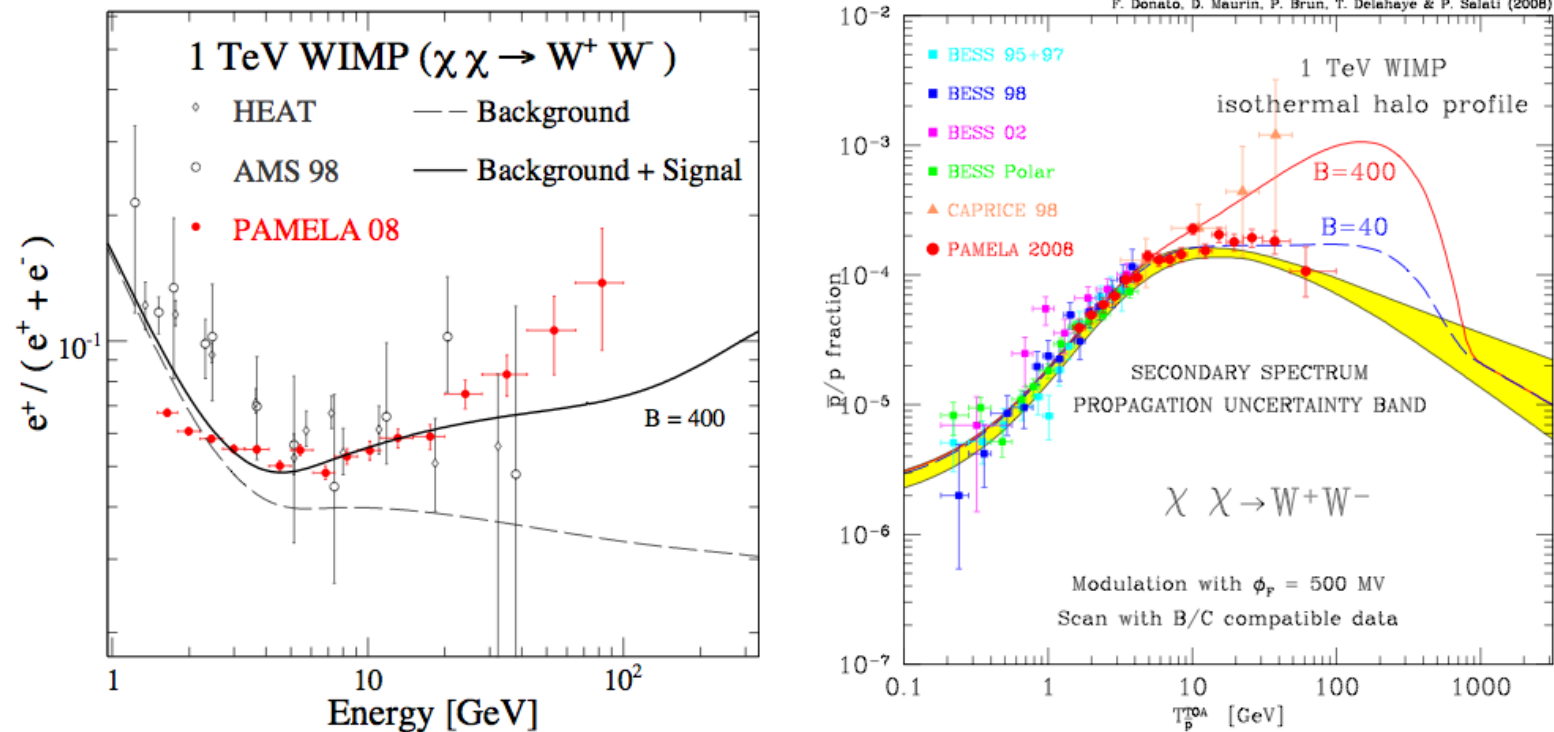 1 TeV WIMP (χ χ → W⁺ W⁻)
HEAT
Background
AMS 98
Background + Signal
PAMELA 08
e⁺ / ( e⁺ + e⁻ )
10⁻¹
B = 400
1
10
10²
Energy [GeV]
F. Donato, D. Maurin, P. Brun, T. Delahaye & P. Salati (2008)
10⁻²
BESS 95+97
1 TeV WIMP
BESS 98
isothermal halo profile
BESS 02
10⁻³
BESS Polar
B=400
CAPRICE 98
B=40
PAMELA 2008
10⁻⁴
p̅/p fraction
SECONDARY SPECTRUM
PROPAGATION UNCERTAINTY BAND
10⁻⁵
χ χ → W⁺W⁻
10⁻⁶
Modulation with ϕ_F = 500 MV
Scan with B/C compatible data
10⁻⁷
0.1
1
10
100
1000
T_p̅^TOA [GeV]